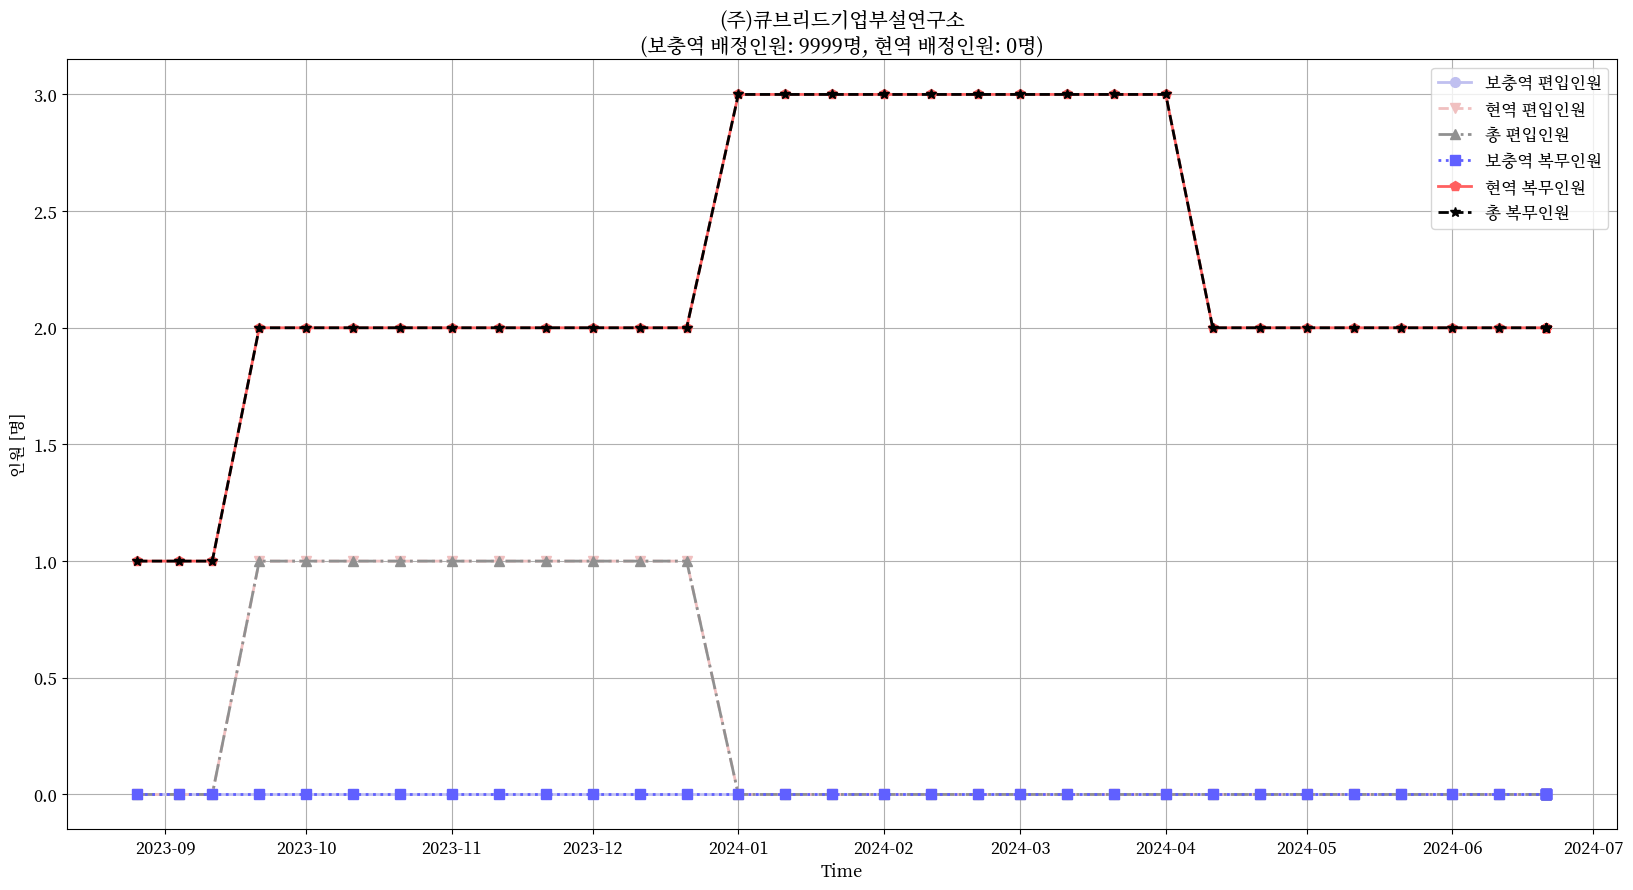 (주)큐브리드기업부설연구소
(보충역 배정인원: 9999명, 현역 배정인원: 0명)
보충역 편입인원
현역 편입인원
총 편입인원
보충역 복무인원
현역 복무인원
총 복무인원
인원 [명]
3.0
2.5
2.0
1.5
1.0
0.5
0.0
2023-09 2023-10 2023-11 2023-12 2024-01 2024-02 2024-03 2024-04 2024-05 2024-06 2024-07
Time